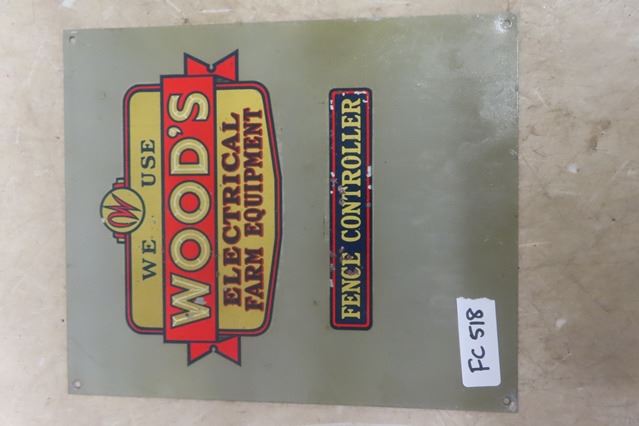 W
WE USE
WOOD'S
ELECTRICAL
FARM EQUIPMENT
FENCE CONTROLLER
FC 518